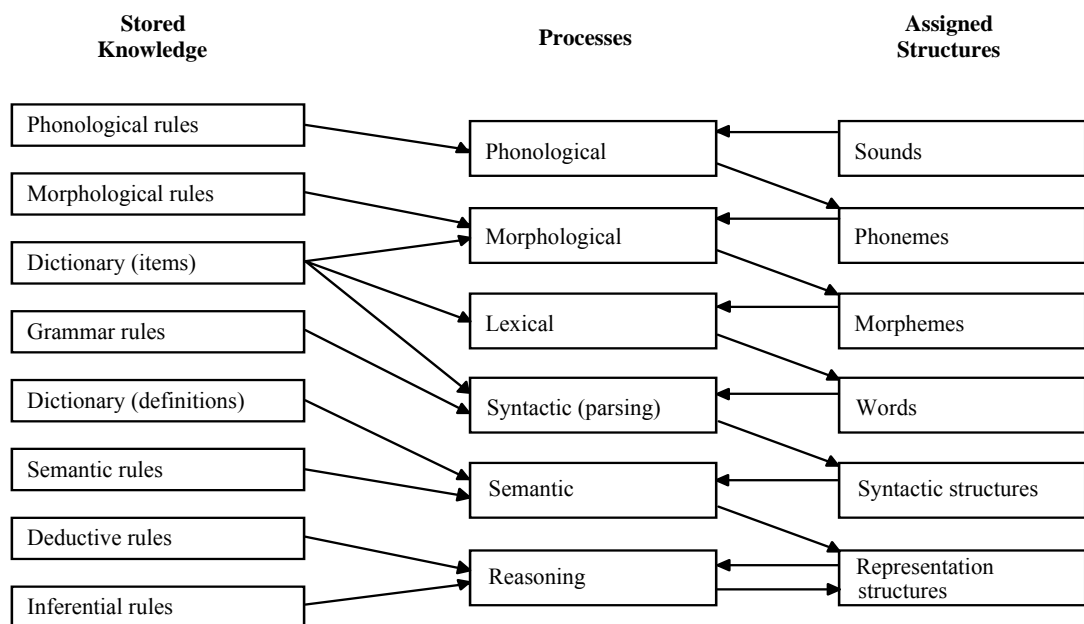 Stored
Knowledge
Processes
Assigned
Structures
Phonological rules
Morphological rules
Dictionary (items)
Grammar rules
Dictionary (definitions)
Semantic rules
Deductive rules
Inferential rules
Phonological
Morphological
Lexical
Syntactic (parsing)
Semantic
Reasoning
Sounds
Phonemes
Morphemes
Words
Syntactic structures
Representation
structures